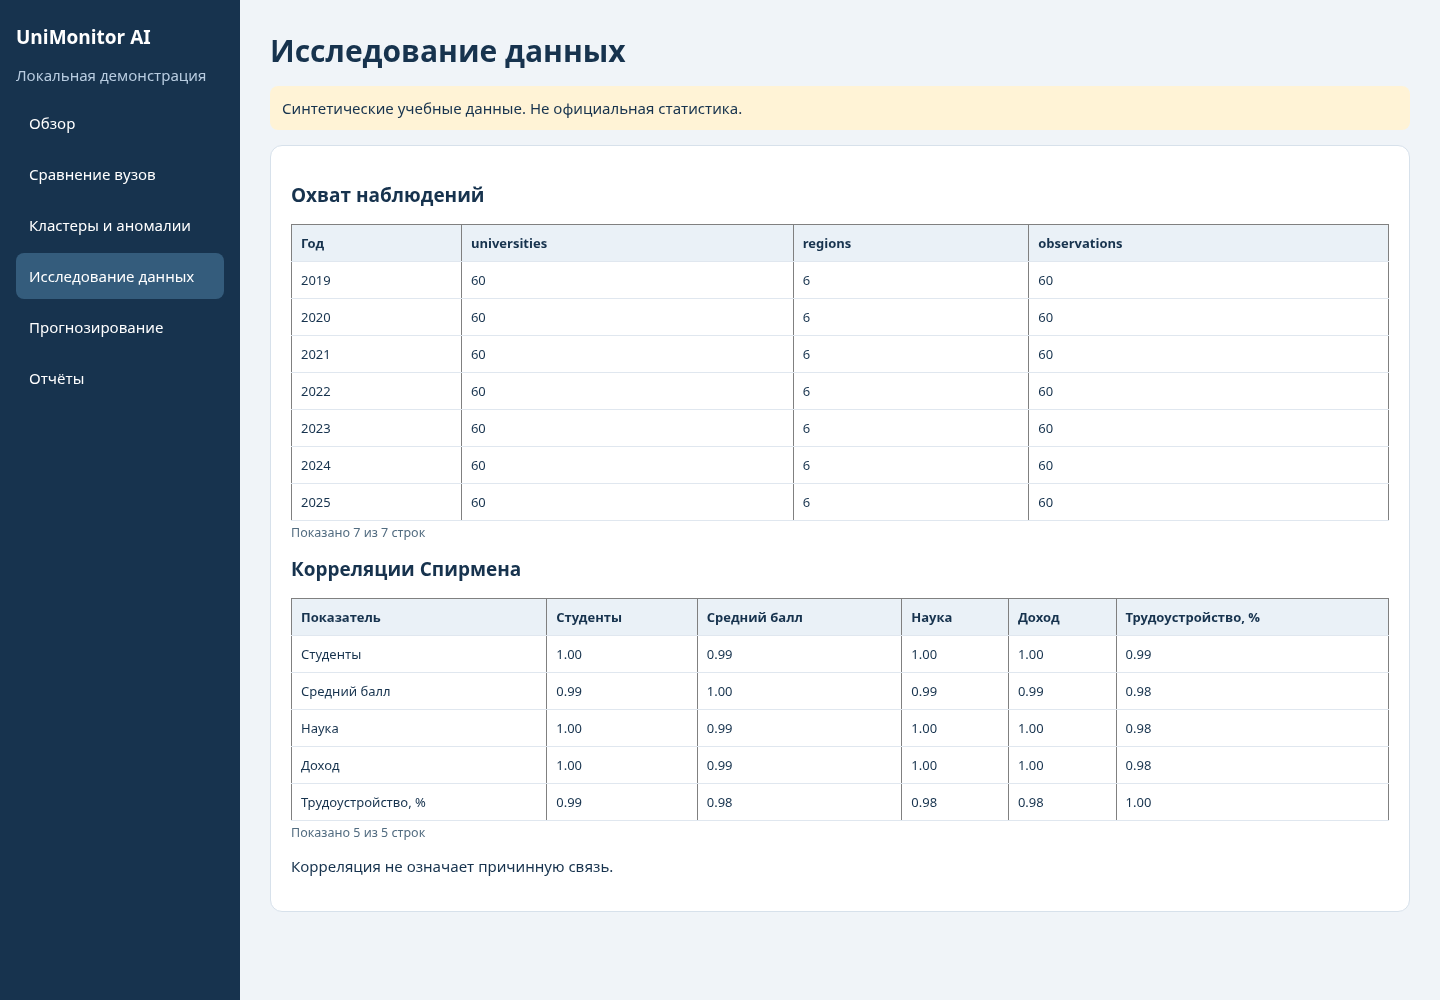 UniMonitor AI
Локальная демонстрация
Обзор
Сравнение вузов
Кластеры и аномалии
Исследование данных
Прогнозирование
Отчёты
Исследование данных
Синтетические учебные данные. Не официальная статистика.
Охват наблюдений
Год universities regions observations
2019 60 6 60
2020 60 6 60
2021 60 6 60
2022 60 6 60
2023 60 6 60
2024 60 6 60
2025 60 6 60
Показано 7 из 7 строк
Корреляции Спирмена
Показатель Студенты Средний балл Наука Доход Трудоустройство, %
Студенты 1.00 0.99 1.00 1.00 0.99
Средний балл 0.99 1.00 0.99 0.99 0.98
Наука 1.00 0.99 1.00 1.00 0.98
Доход 1.00 0.99 1.00 1.00 0.98
Трудоустройство, % 0.99 0.98 0.98 0.98 1.00
Показано 5 из 5 строк
Корреляция не означает причинную связь.